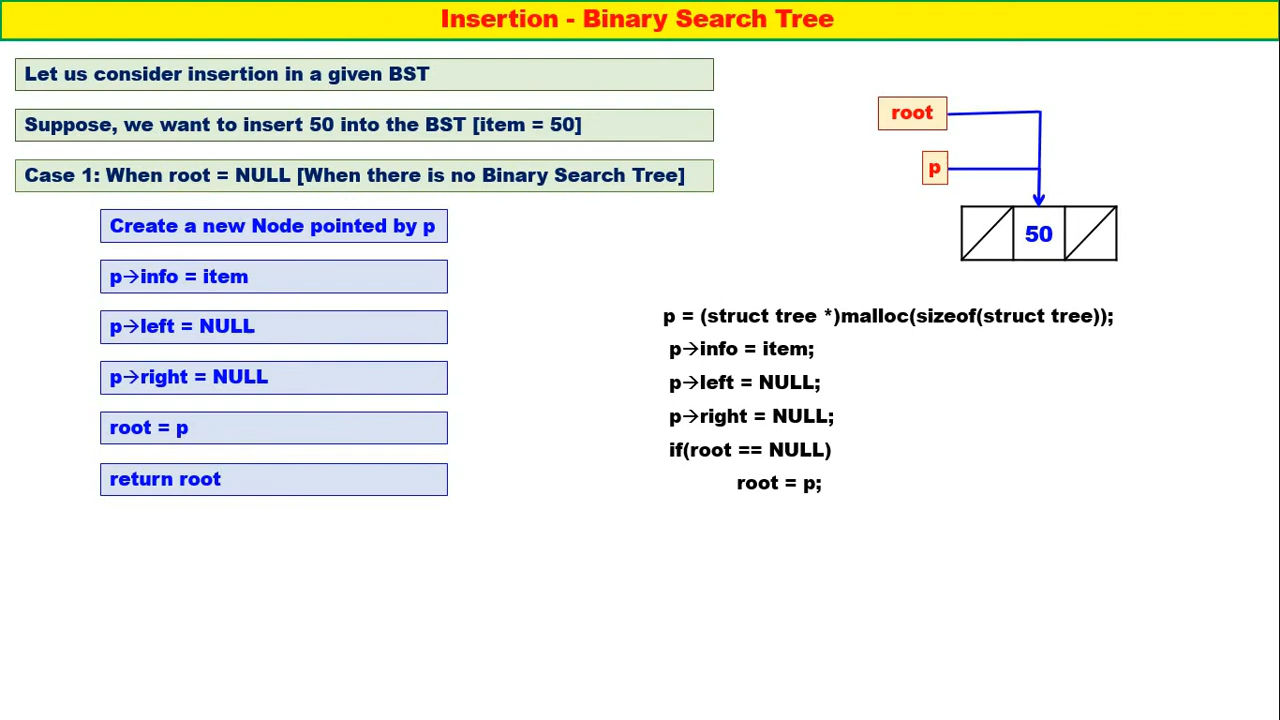 Insertion - Binary Search Tree
Let us consider insertion in a given BST
Suppose, we want to insert 50 into the BST [item = 50]
Case 1: When root = NULL [When there is no Binary Search Tree]
Create a new Node pointed by p
p→info = item
p→left = NULL
p→right = NULL
root = p
return root
root
p
50
p = (struct tree *)malloc(sizeof(struct tree));
p→info = item;
p→left = NULL;
p→right = NULL;
if(root == NULL)
root = p;